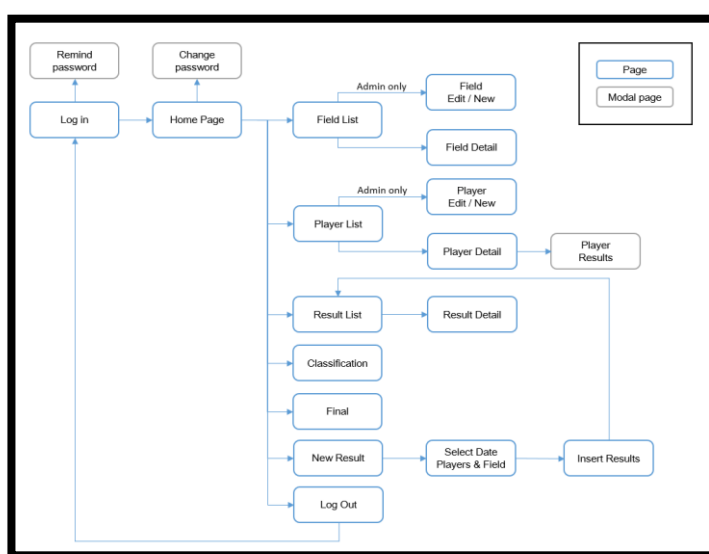 Remind
password
Change
password
Page
Modal page
Log in
Home Page
Field List
Admin only
Field
Edit / New
Field Detail
Player List
Admin only
Player
Edit / New
Player Detail
Player
Results
Result List
Result Detail
Classification
Final
New Result
Select Date
Players & Field
Insert Results
Log Out